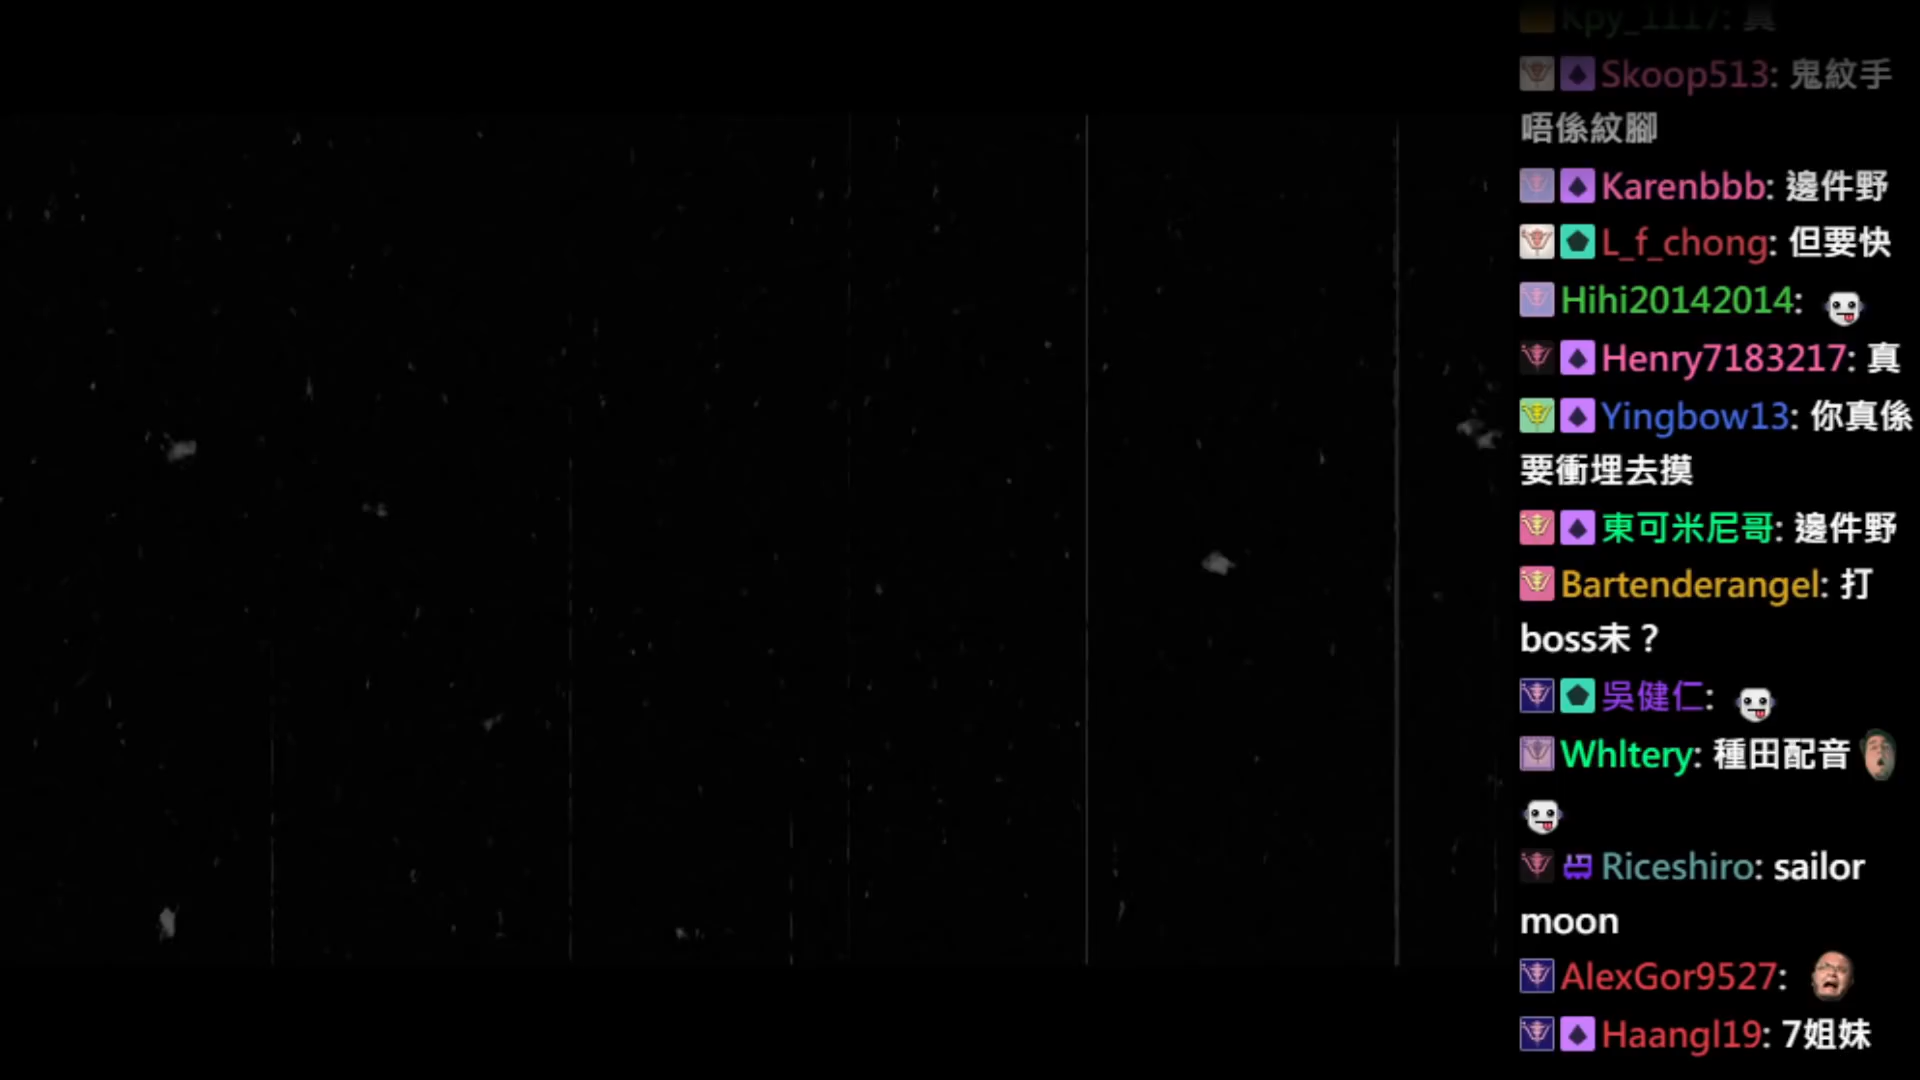 Kpy_1117: 真
Skoop513: 鬼紋手
唔係紋腳
Karenbbb: 邊件野
L_f_chong: 但要快
Hihi20142014:
Henry7183217: 真
Yingbow13: 你真係
要衝埋去摸
東可米尼哥: 邊件野
Bartenderangel: 打
boss未？
吳健仁:
Whltery: 種田配音
Riceshiro: sailor
moon
AlexGor9527:
Haangl19: 7姐妹